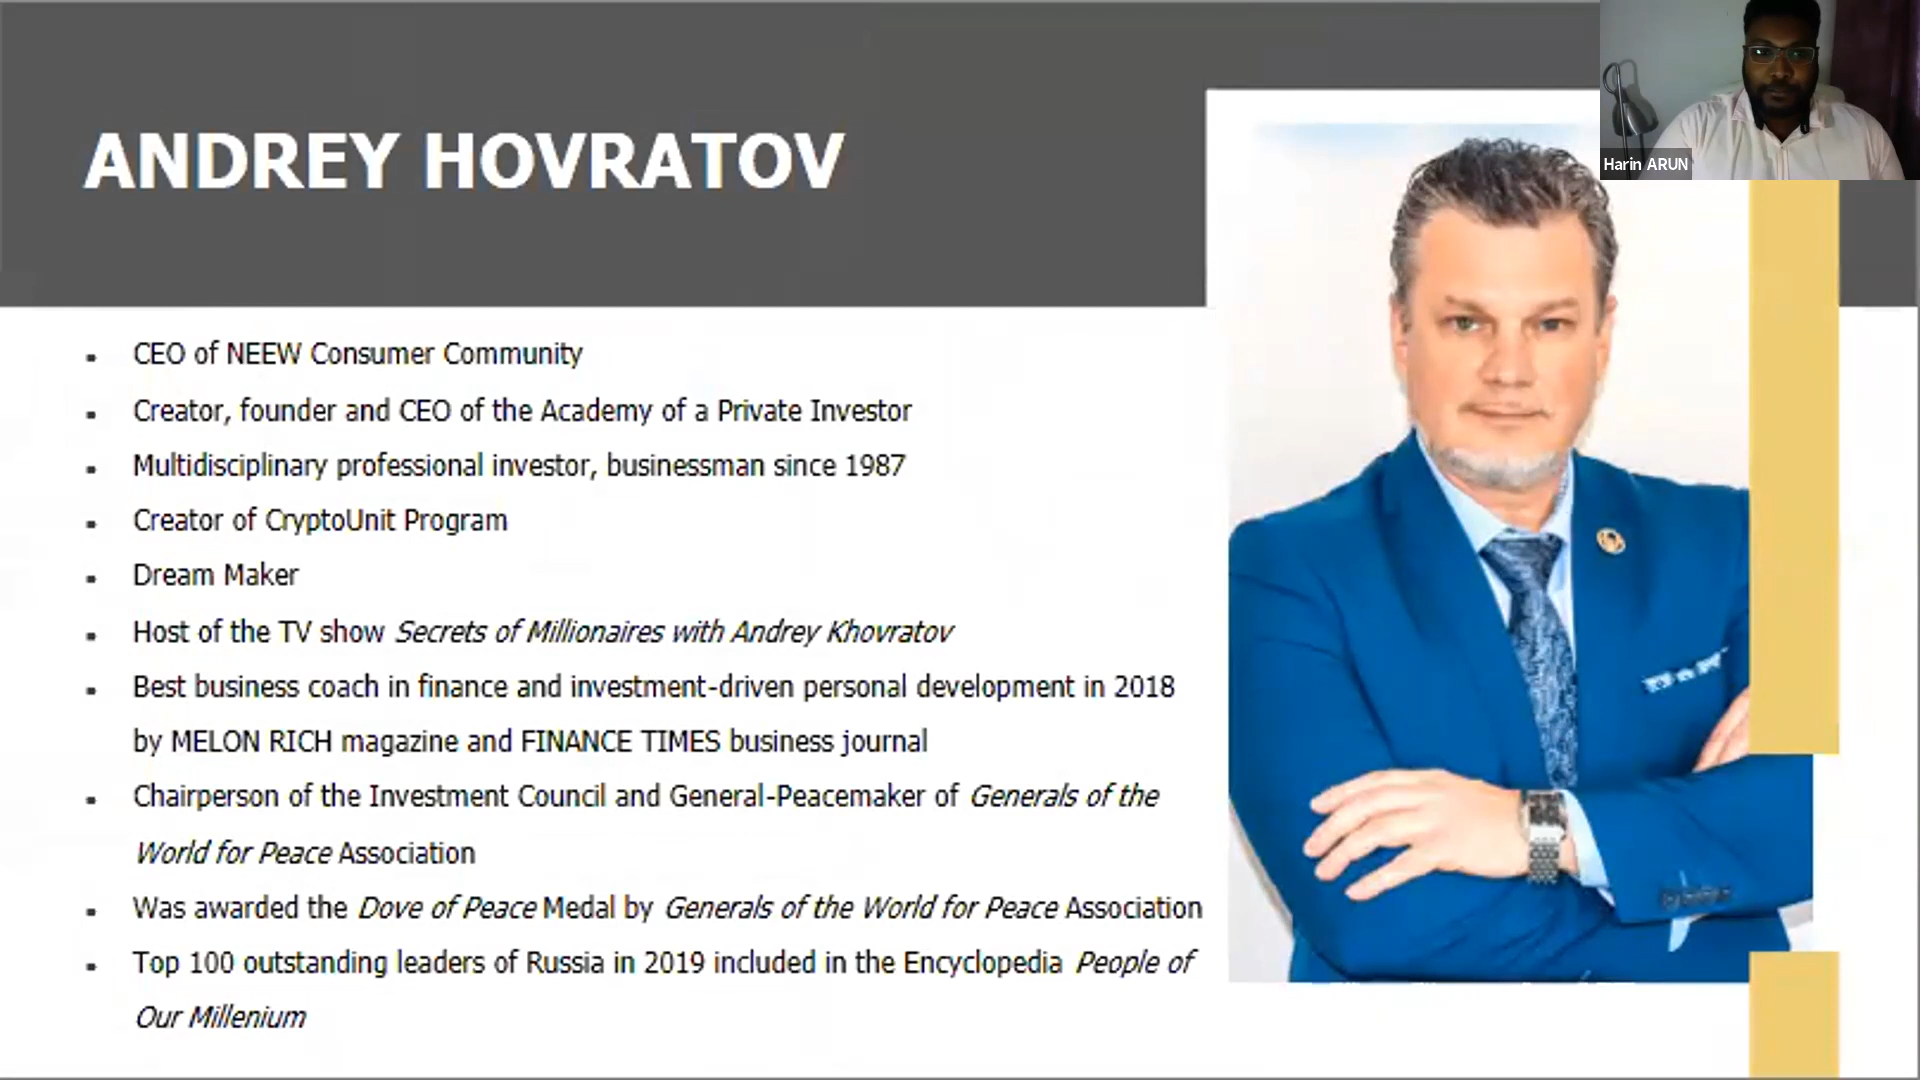 Harin ARUN
ANDREY HOVRATOV
▪ CEO of NEEW Consumer Community
▪ Creator, founder and CEO of the Academy of a Private Investor
▪ Multidisciplinary professional investor, businessman since 1987
▪ Creator of CryptoUnit Program
▪ Dream Maker
▪ Host of the TV show Secrets of Millionaires with Andrey Khovratov
▪ Best business coach in finance and investment-driven personal development in 2018
by MELON RICH magazine and FINANCE TIMES business journal
▪ Chairperson of the Investment Council and General-Peacemaker of Generals of the
World for Peace Association
▪ Was awarded the Dove of Peace Medal by Generals of the World for Peace Association
▪ Top 100 outstanding leaders of Russia in 2019 included in the Encyclopedia People of
Our Millenium